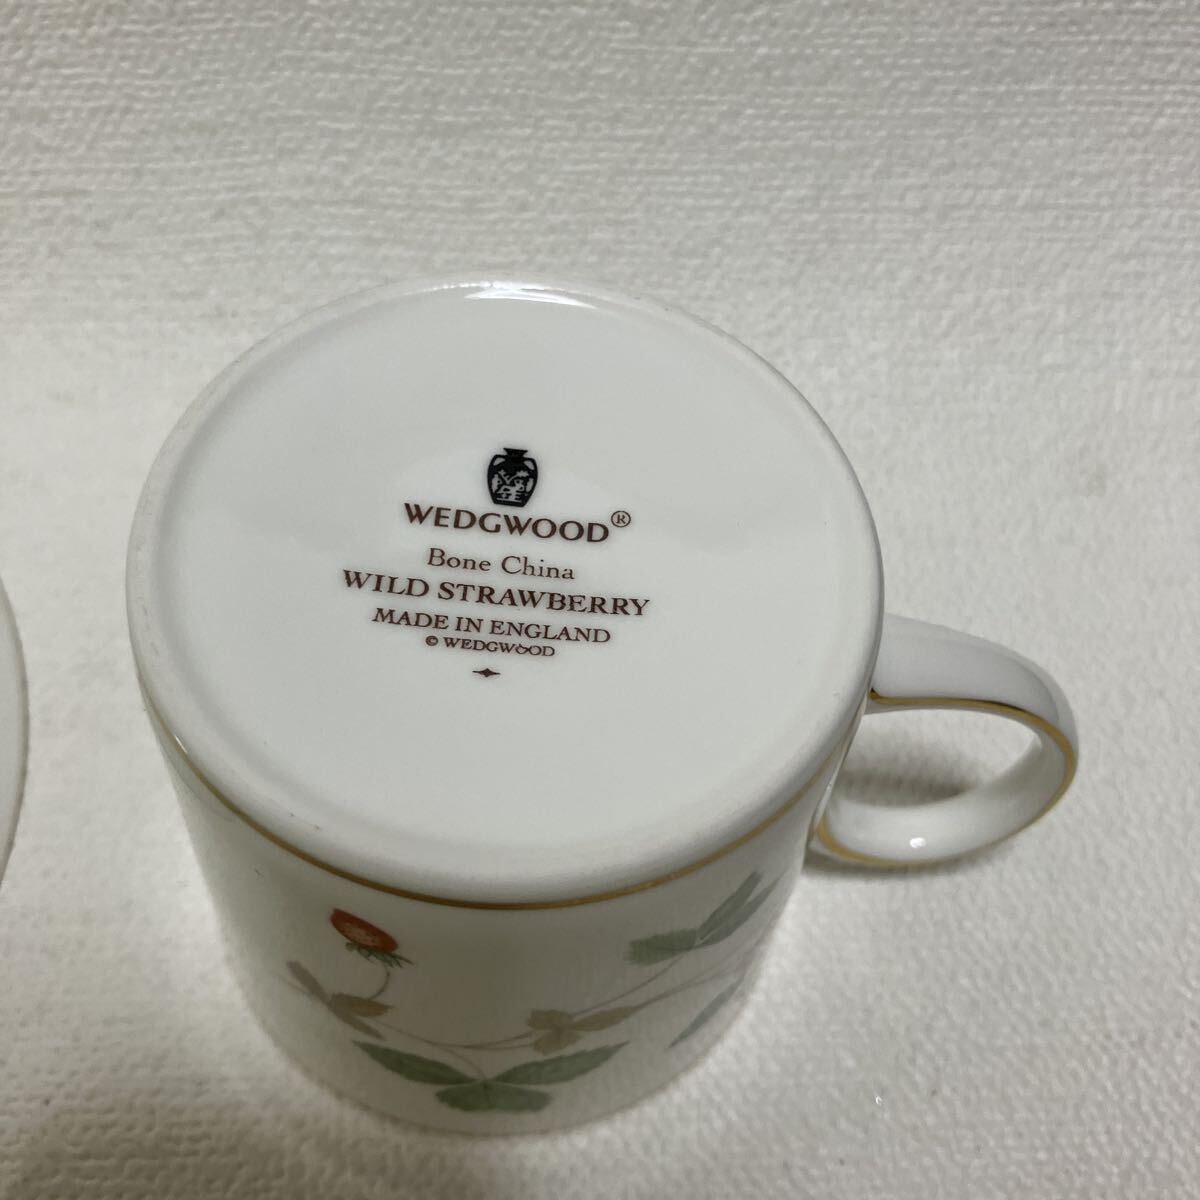 WEDGWOOD®
Bone China
WILD STRAWBERRY
MADE IN ENGLAND
© WEDGWOOD